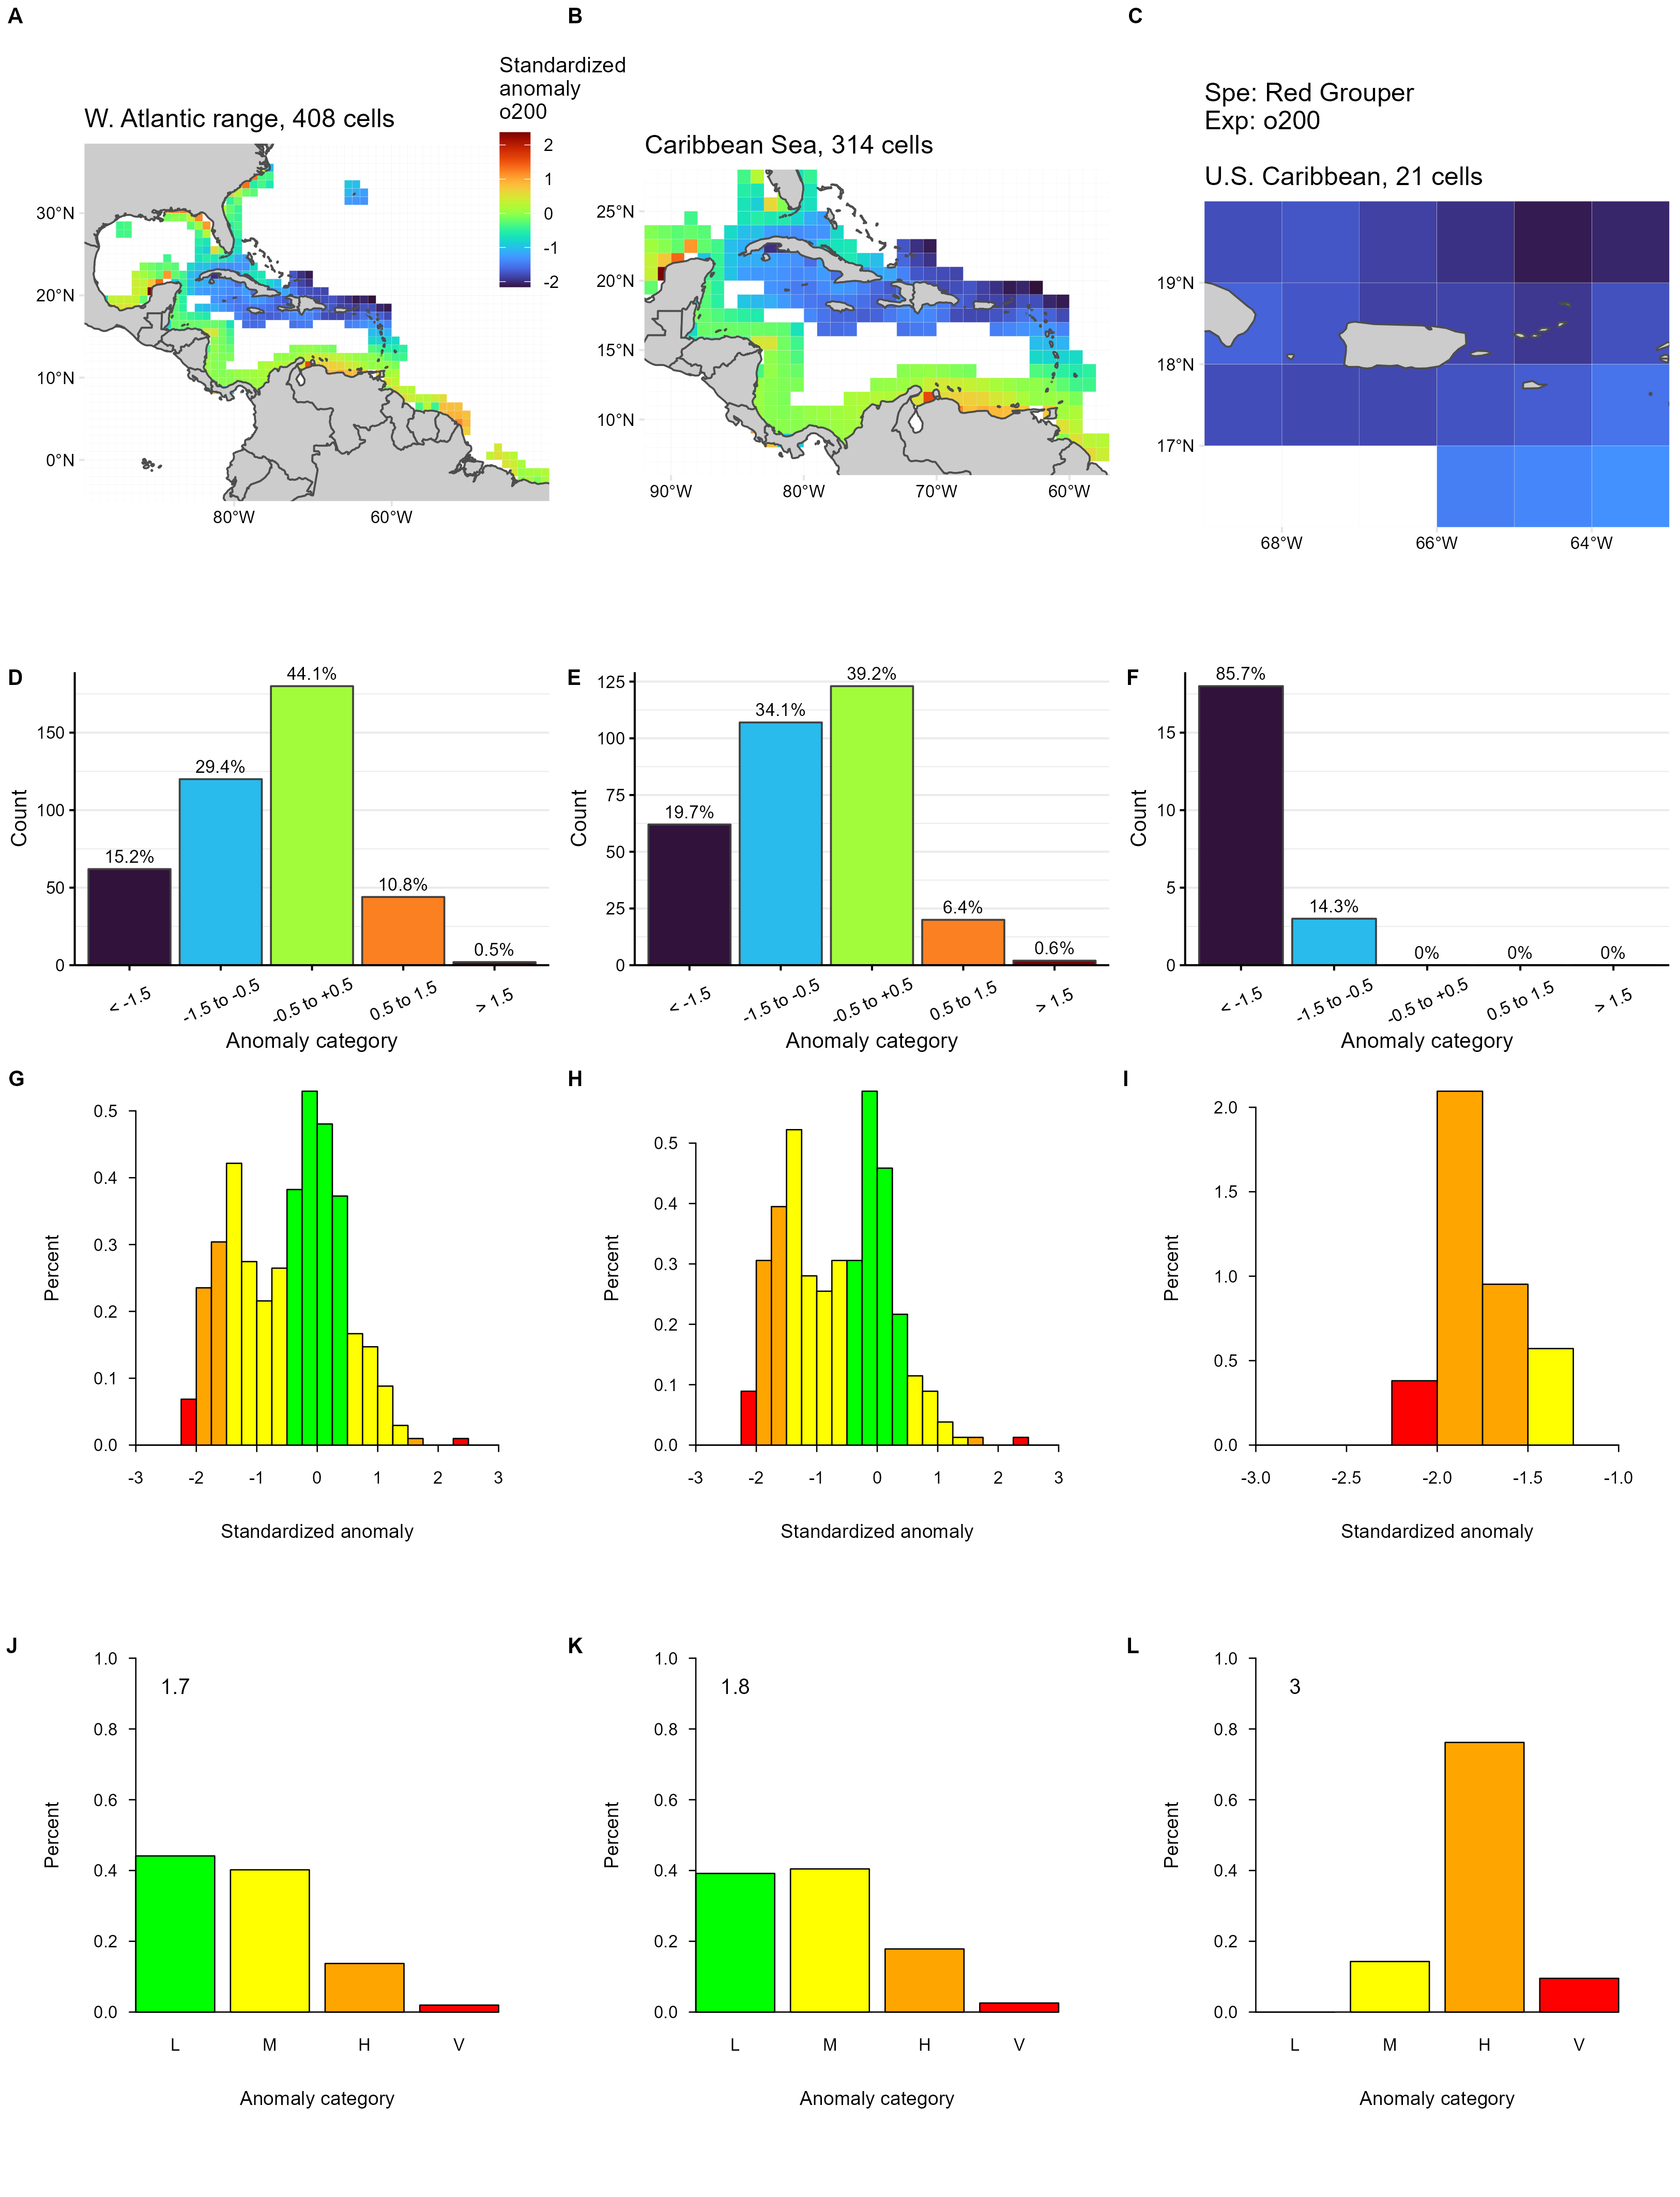 A
B
C
Standardized
anomaly
o200
W. Atlantic range, 408 cells
2
1
0
-1
-2
30°N
20°N
10°N
0°N
80°W
60°W
Caribbean Sea, 314 cells
25°N
20°N
15°N
10°N
90°W
80°W
70°W
60°W
Spe: Red Grouper
Exp: o200
U.S. Caribbean, 21 cells
19°N
18°N
17°N
68°W
66°W
64°W
D
Count
150
100
50
0
15.2%
29.4%
44.1%
10.8%
0.5%
< -1.5
-1.5 to -0.5
-0.5 to +0.5
0.5 to 1.5
> 1.5
Anomaly category
E
Count
125
100
75
50
25
0
19.7%
34.1%
39.2%
6.4%
0.6%
< -1.5
-1.5 to -0.5
-0.5 to +0.5
0.5 to 1.5
> 1.5
Anomaly category
F
Count
15
10
5
0
85.7%
14.3%
0%
0%
0%
< -1.5
-1.5 to -0.5
-0.5 to +0.5
0.5 to 1.5
> 1.5
Anomaly category
G
Percent
0.5
0.4
0.3
0.2
0.1
0.0
-3
-2
-1
0
1
2
3
Standardized anomaly
H
Percent
0.5
0.4
0.3
0.2
0.1
0.0
-3
-2
-1
0
1
2
3
Standardized anomaly
I
Percent
2.0
1.5
1.0
0.5
0.0
-3.0
-2.5
-2.0
-1.5
-1.0
Standardized anomaly
J
Percent
1.0
0.8
0.6
0.4
0.2
0.0
1.7
L
M
H
V
Anomaly category
K
Percent
1.0
0.8
0.6
0.4
0.2
0.0
1.8
L
M
H
V
Anomaly category
L
Percent
1.0
0.8
0.6
0.4
0.2
0.0
3
L
M
H
V
Anomaly category